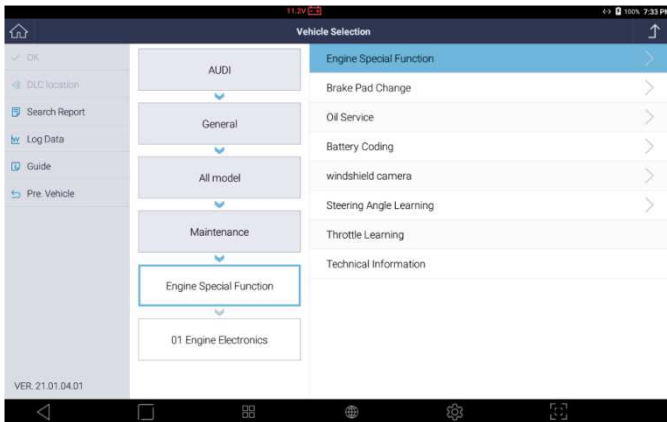 11.2V
100% 7:33 PM
Vehicle Selection
OK
DLC location
Search Report
Log Data
Guide
Pre. Vehicle
VER. 21.01.04.01
AUDI
General
All model
Maintenance
Engine Special Function
01 Engine Electronics
Engine Special Function
Brake Pad Change
Oil Service
Battery Coding
windshield camera
Steering Angle Learning
Throttle Learning
Technical Information